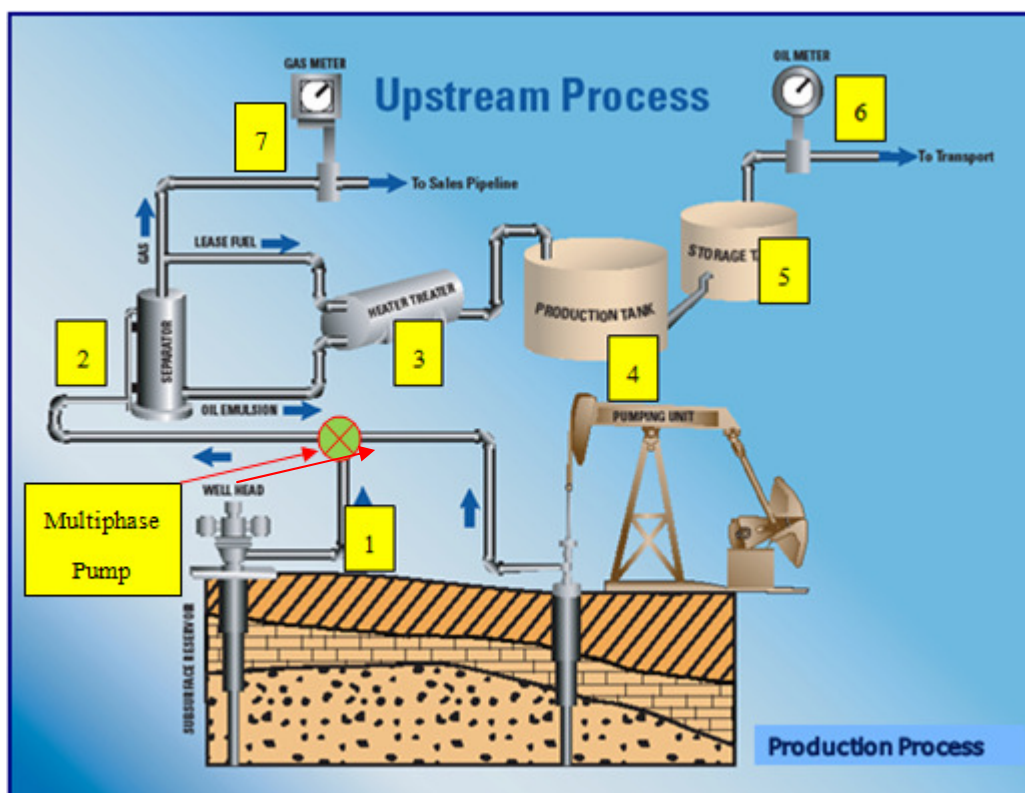 GAS METER
OIL METER
Upstream Process
7
6
To Transport
To Sales Pipeline
GAS
LEASE FUEL
HEATER TREATER
STORAGE TA
5
PRODUCTION TANK
2
SEPARATOR
3
4
OIL EMULSION
PUMPING UNIT
WELL HEAD
Multiphase
Pump
1
SUBSURFACE RESERVOIR
Production Process